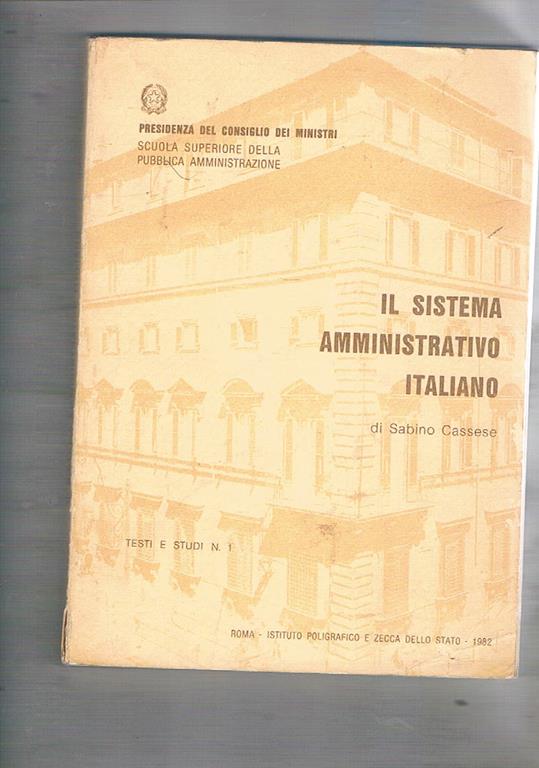 PRESIDENZA DEL CONSIGLIO DEI MINISTRI
SCUOLA SUPERIORE DELLA
PUBBLICA AMMINISTRAZIONE
IL SISTEMA
AMMINISTRATIVO
ITALIANO
di Sabino Cassese
TESTI E STUDI N. 1
ROMA - ISTITUTO POLIGRAFICO E ZECCA DELLO STATO - 1982